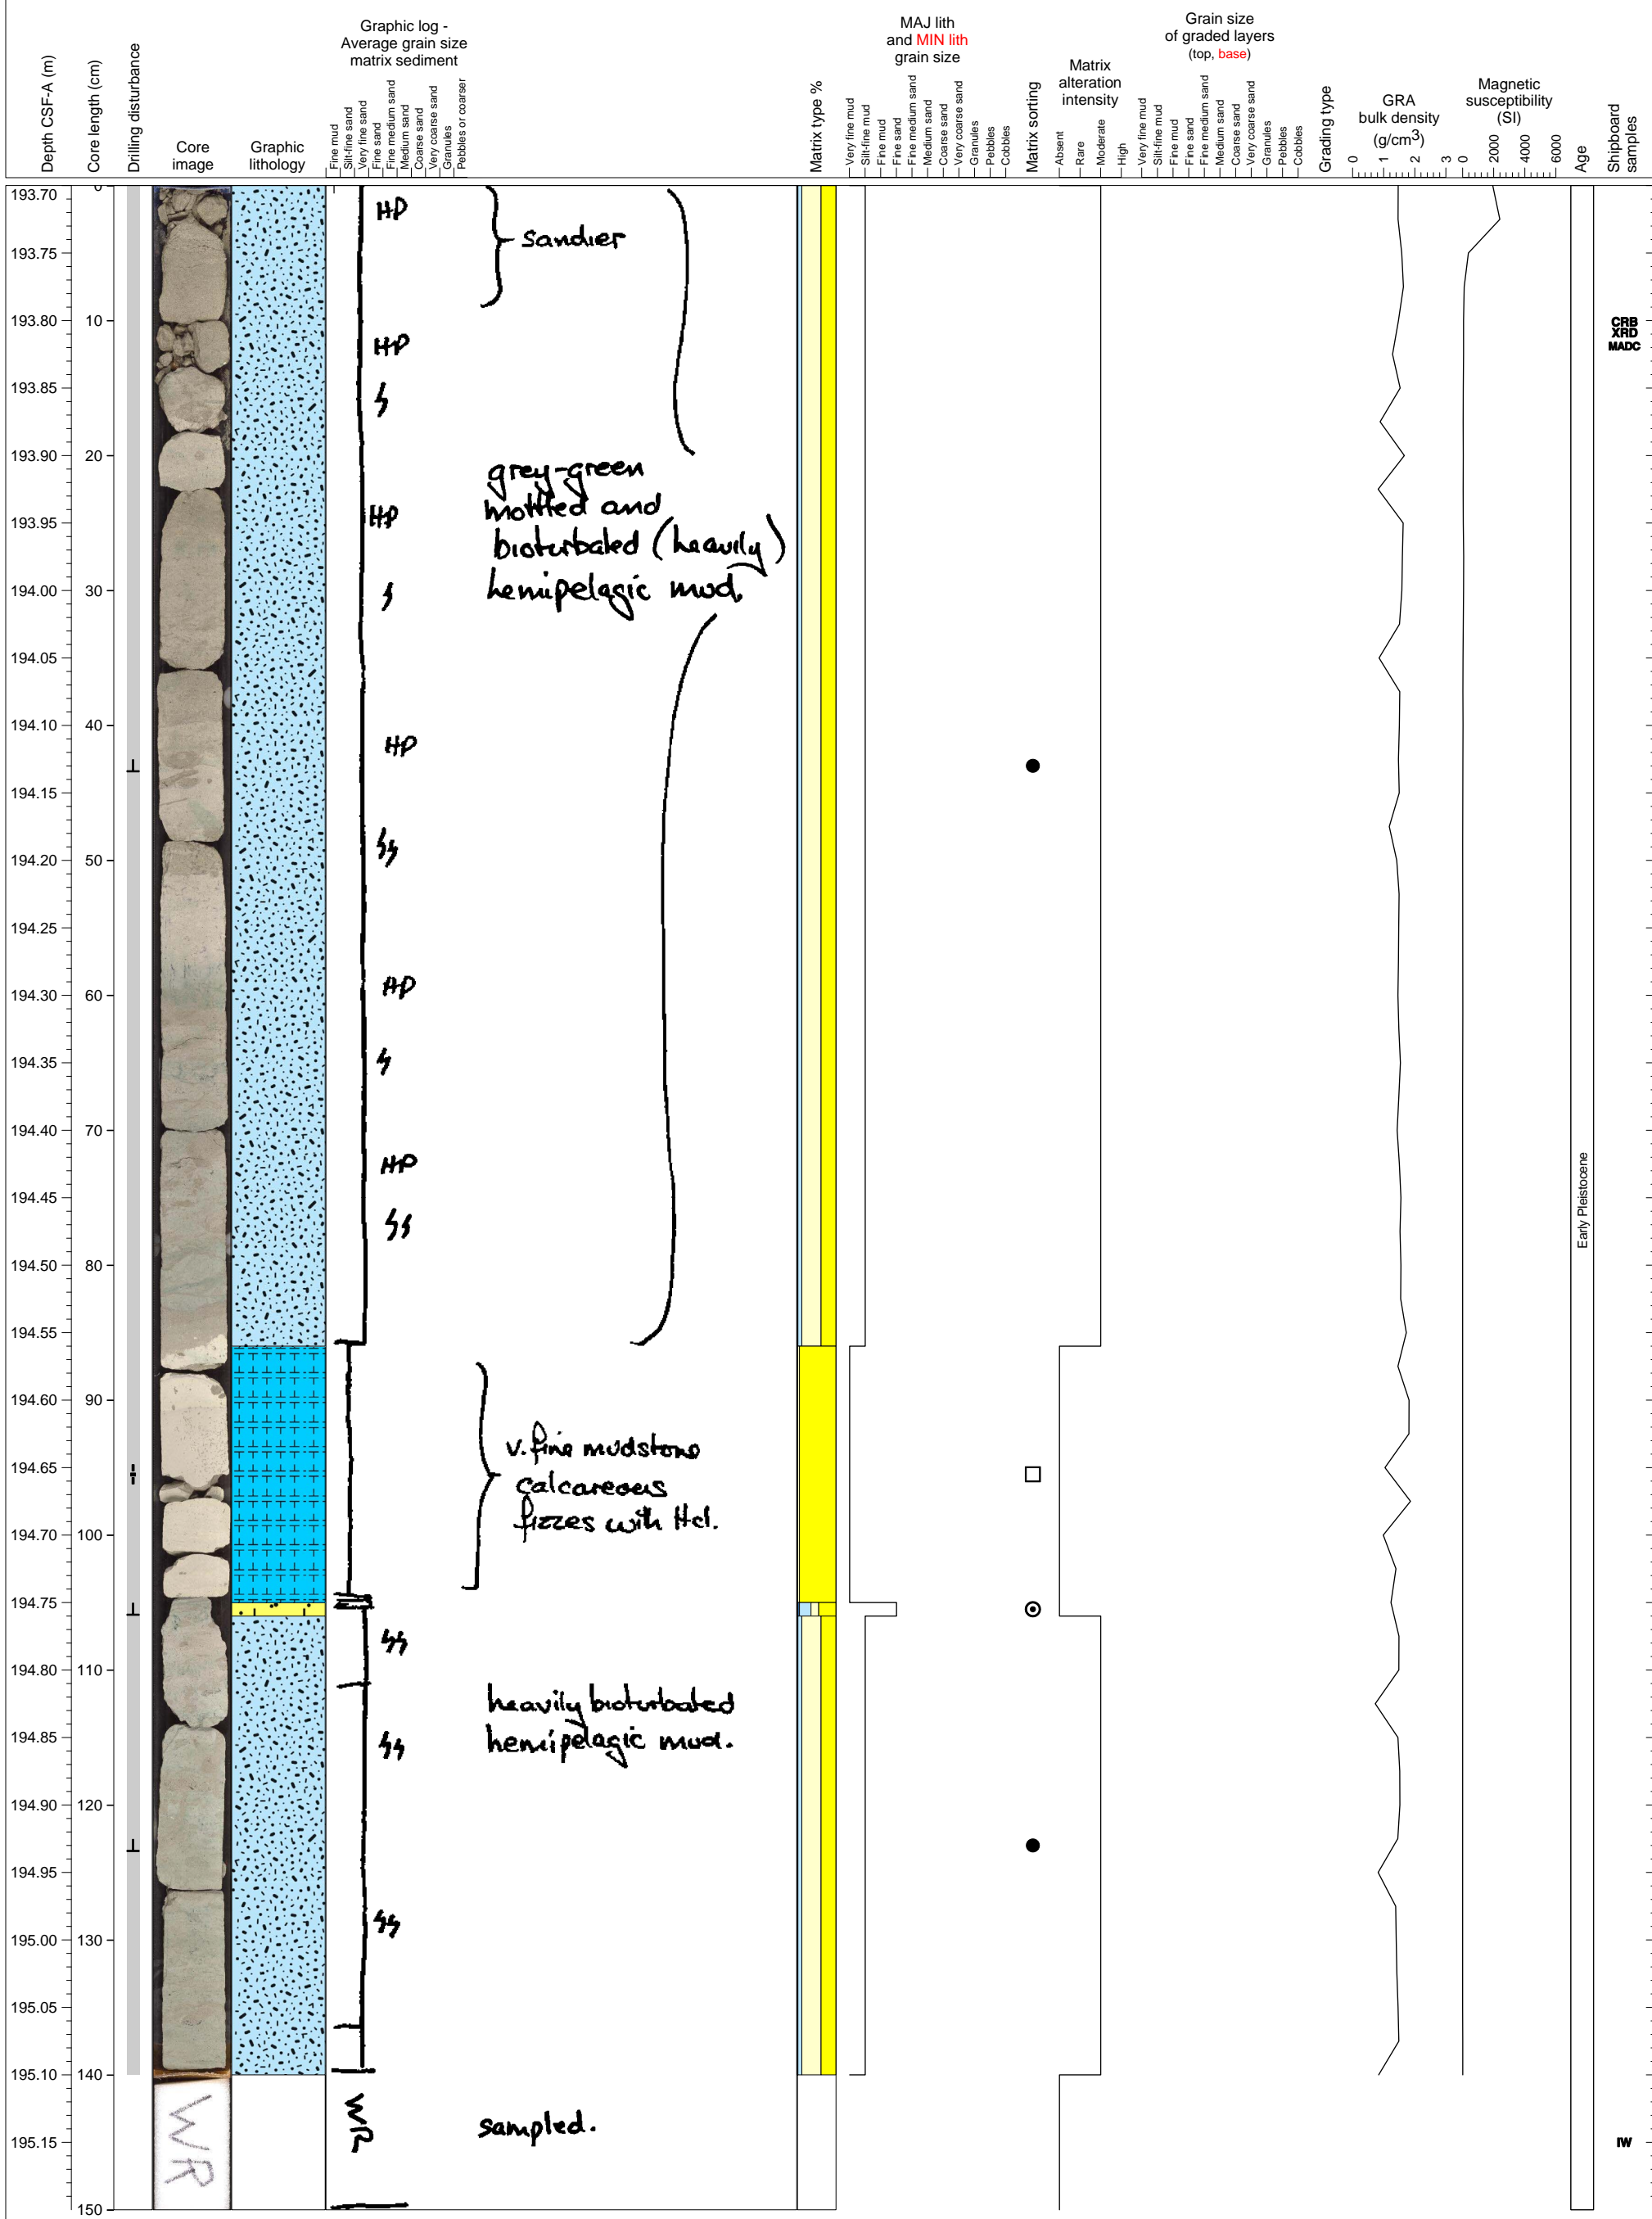 Graphic log -
Average grain size
matrix sediment
MAJ lith
and MIN lith
grain size
Grain size
of graded layers
(top, base)
Depth CSF-A (m)
Core length (cm)
Drilling disturbance
Core
image
Graphic
lithology
Fine mud
Silt-fine sand
Very fine sand
Fine sand
Fine medium sand
Medium sand
Coarse sand
Very coarse sand
Granules
Pebbles or coarser
Matrix type %
Very fine mud
Silt-fine mud
Fine mud
Fine sand
Fine medium sand
Medium sand
Coarse sand
Very coarse sand
Granules
Pebbles
Cobbles
Matrix sorting
Matrix
alteration
intensity
Absent
Rare
Moderate
High
Very fine mud
Silt-fine mud
Fine mud
Fine sand
Fine medium sand
Medium sand
Coarse sand
Very coarse sand
Granules
Pebbles
Cobbles
Grading type
GRA
bulk density
(g/cm3)
0 1 2 3
Magnetic
susceptibility
(SI)
0 2000 4000 6000
Age
Shipboard
samples
193.70 0
HP
sandier
193.75
193.80 10
CRB
XRD
MADC
HP
193.85
193.90 20
grey-green
HP
mottled and
193.95
bioturbated (heavily)
194.00 30
hemipelagic mud.
194.05
194.10 40
HP
194.15
194.20 50
194.25
194.30 60
HP
194.35
194.40 70
HP
194.45
Early Pleistocene
194.50 80
194.55
194.60 90
v. fine mudstone
194.65
calcareous
fizzes with Hcl.
194.70 100
194.75
194.80 110
heavily bioturbated
194.85
hemipelagic mud.
194.90 120
194.95
195.00 130
195.05
195.10 140
WR
WR
sampled.
195.15
IW
150